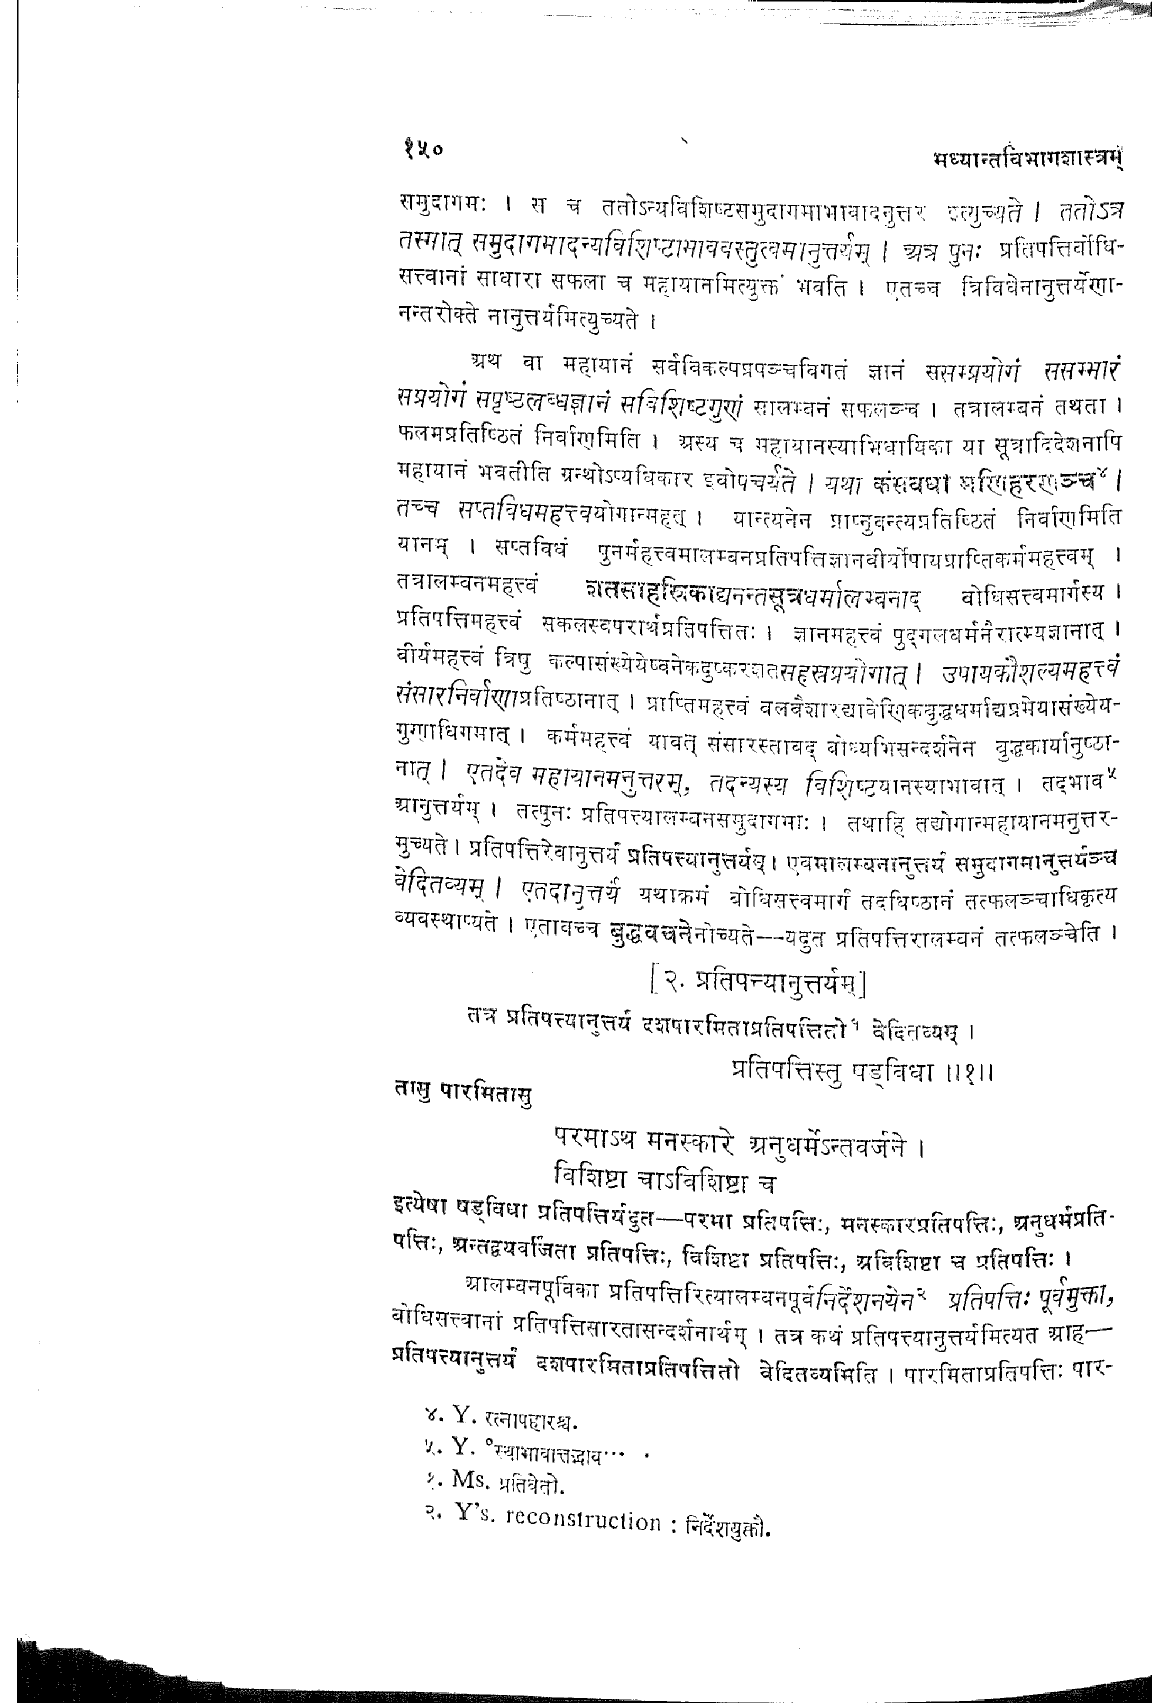 १५०
मध्यान्तविभागशास्त्रम्
समुदागमः । स च ततोऽन्यविशिष्टसमुदागमाभावादनुत्तर इत्युच्यते । ततोऽत्र
तस्मात् समुदागमादन्यविशिष्टाभाववस्तुत्वमानुत्तर्यम् । अत्र पुनः प्रतिपत्तिर्बोधि-
सत्त्वानां साधारा सफला च महायानमित्युक्तं भवति । एतच्च त्रिविधेनानुत्तर्येणा-
नन्तरोक्ते नानुत्तर्यमित्युच्यते ।
अथ वा महायानं सर्वविकल्पप्रपञ्चविगतं ज्ञानं ससम्प्रयोगं ससम्भारं
सप्रयोगं सपृष्ठलब्धज्ञानं सविशिष्टगुणं सालम्बनं सफलञ्च । तत्रालम्बनं तथता ।
फलमप्रतिष्ठितं निर्वाणमिति । अस्य च महायानस्याभिधायिका या सूत्रादिदेशनापि
महायानं भवतीति ग्रन्थोऽप्यधिकार इवोपचर्यते । यथा कंसवधो मणिहरणञ्च४ ।
तच्च सप्तविधमहत्त्वयोगान्महत् । यान्त्यनेन प्राप्नुवन्त्यप्रतिष्ठितं निर्वाणमिति
यानम् । सप्तविधं पुनर्महत्त्वमालम्बनप्रतिपत्तिज्ञानवीर्योपायप्राप्तिकर्ममहत्त्वम् ।
तत्रालम्बनमहत्त्वं शतसाहस्रिकाद्यनन्तसूत्रधर्मालम्बनाद् बोधिसत्त्वमार्गस्य ।
प्रतिपत्तिमहत्त्वं सकलस्वपरार्थप्रतिपत्तितः । ज्ञानमहत्त्वं पुद्गलधर्मनैरात्म्यज्ञानात् ।
वीर्यमहत्त्वं त्रिषु कल्पासंख्येयेष्वनेकदुष्करशतसहस्रप्रयोगात् । उपायकौशल्यमहत्त्वं
संसारनिर्वाणाप्रतिष्ठानात् । प्राप्तिमहत्त्वं बलवैशारद्यावेणिकबुद्धधर्माद्यप्रमेयासंख्येय-
गुणाधिगमात् । कर्ममहत्त्वं यावत् संसारस्तावद् बोध्यभिसन्दर्शनेन बुद्धकार्यानुष्ठा-
नात् । एतदेव महायानमनुत्तरम्, तदन्यस्य विशिष्टयानस्याभावात् । तद्भाव५
आनुत्तर्यम् । तत्पुनः प्रतिपत्त्यालम्बनसमुदागमाः । तथाहि तद्योगान्महायानमनुत्तर-
मुच्यते । प्रतिपत्तिरेवानुत्तर्यं प्रतिपत्त्यानुत्तर्यम् । एवमालम्बनानुत्तर्यं समुदागमानुत्तर्यञ्च
वेदितव्यम् । एतदानुत्तर्यं यथाक्रमं बोधिसत्त्वमार्गं तदधिष्ठानं तत्फलञ्चाधिकृत्य
व्यवस्थाप्यते । एतावच्च बुद्धवचनेनोच्यते—यदुत प्रतिपत्तिरालम्बनं तत्फलञ्चेति ।
[२. प्रतिपत्त्यानुत्तर्यम्]
तत्र प्रतिपत्त्यानुत्तर्यं दशपारमिताप्रतिपत्तितो१ वेदितव्यम् ।
प्रतिपत्तिस्तु षड्विधा ।।१।।
तासु पारमितासु
परमाऽथ मनस्कारे अनुधर्मेऽन्तवर्जने ।
विशिष्टा चाऽविशिष्टा च
इत्येषा षड्विधा प्रतिपत्तिर्यदुत—परमा प्रतिपत्तिः, मनस्कारप्रतिपत्तिः, अनुधर्मप्रति-
पत्तिः, अन्तद्वयवर्जिता प्रतिपत्तिः, विशिष्टा प्रतिपत्तिः, अविशिष्टा च प्रतिपत्तिः ।
आलम्बनपूर्विका प्रतिपत्तिरित्यालम्बनपूर्वनिर्देशनयेन२ प्रतिपत्तिः पूर्वमुक्ता,
बोधिसत्त्वानां प्रतिपत्तिसारतासन्दर्शनार्थम् । तत्र कथं प्रतिपत्त्यानुत्तर्यमित्यत आह—
प्रतिपत्त्यानुत्तर्यं दशपारमिताप्रतिपत्तितो वेदितव्यमिति । पारमिताप्रतिपत्तिः पार-
४. Y. रत्नापहारश्च.
५. Y. °स्याभावात्तद्भाव···
१. Ms. प्रतिवेतो.
२. Y's. reconstruction : निर्देशयुक्तौ.